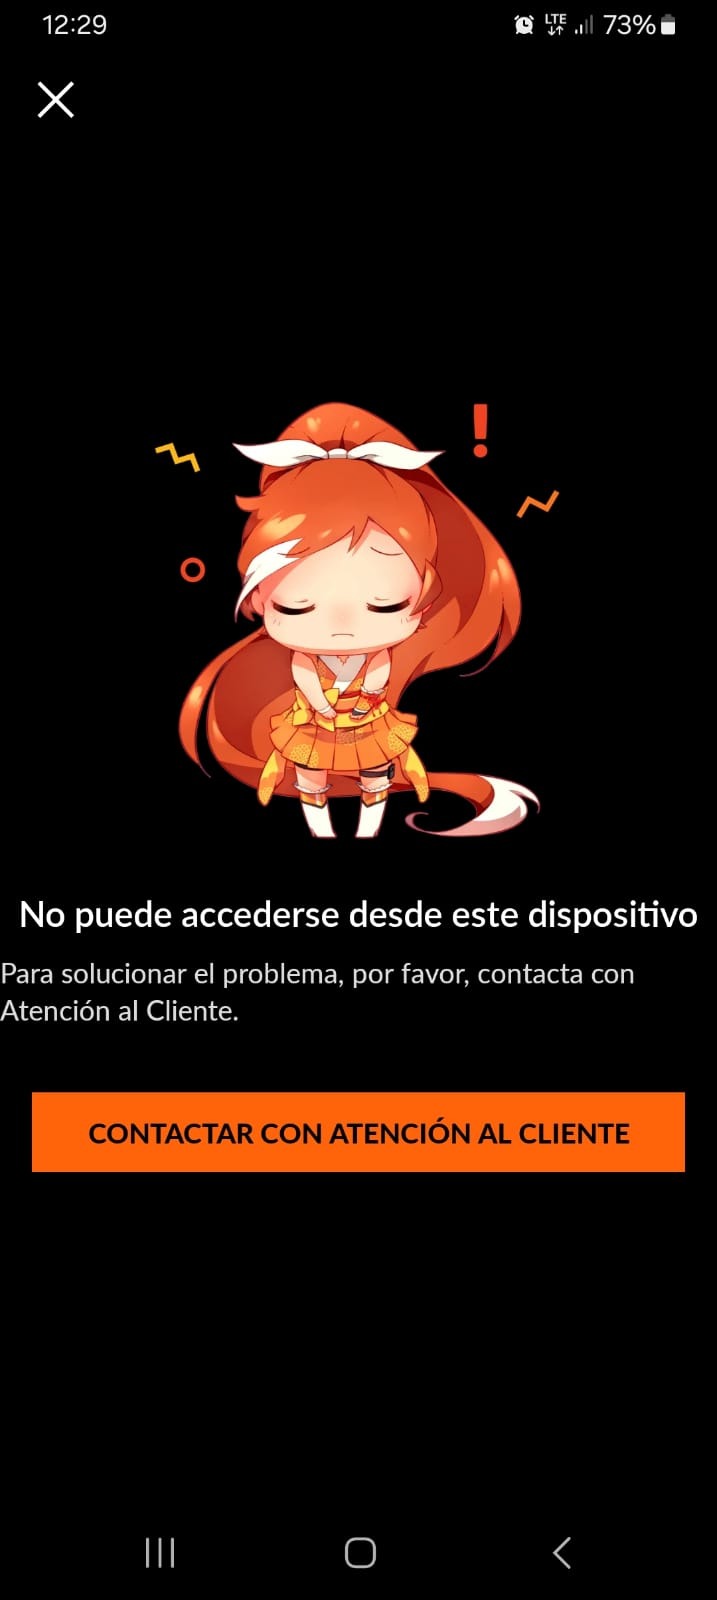 12:29
LTE
73%
No puede accederse desde este dispositivo
Para solucionar el problema, por favor, contacta con
Atención al Cliente.
CONTACTAR CON ATENCIÓN AL CLIENTE